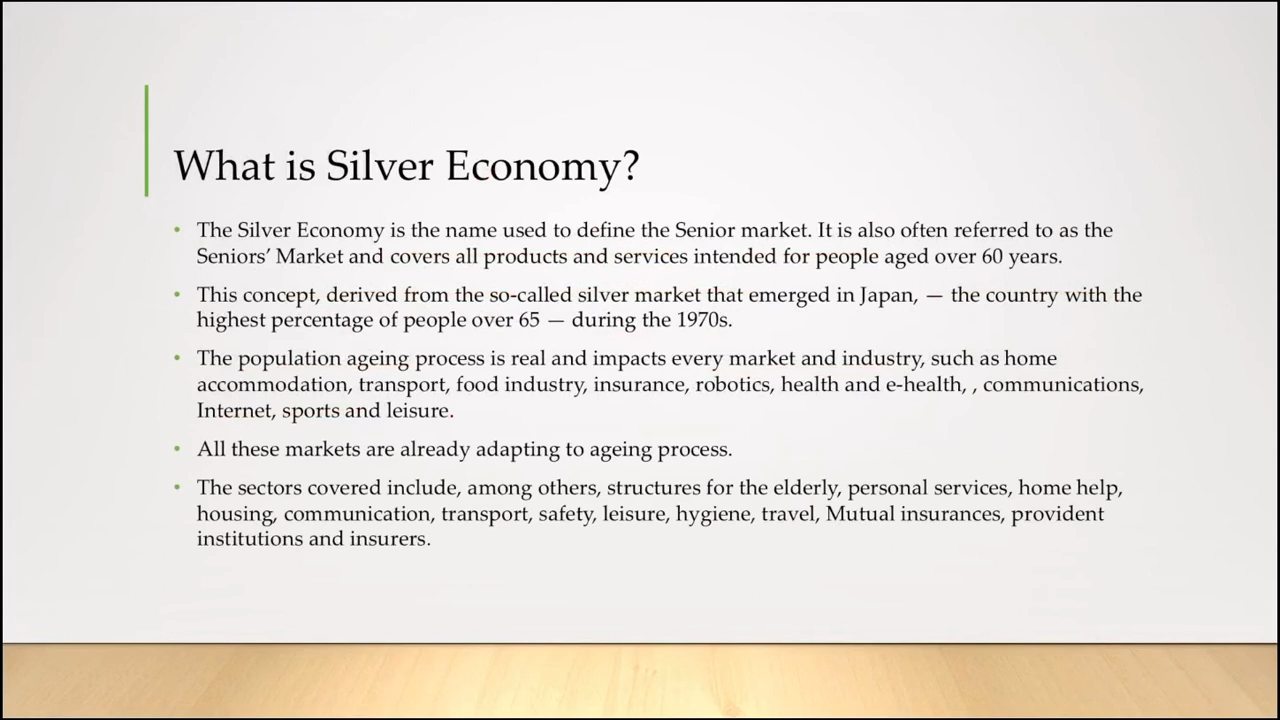 What is Silver Economy?
• The Silver Economy is the name used to define the Senior market. It is also often referred to as the
Seniors’ Market and covers all products and services intended for people aged over 60 years.
• This concept, derived from the so-called silver market that emerged in Japan, — the country with the
highest percentage of people over 65 — during the 1970s.
• The population ageing process is real and impacts every market and industry, such as home
accommodation, transport, food industry, insurance, robotics, health and e-health, , communications,
Internet, sports and leisure.
• All these markets are already adapting to ageing process.
• The sectors covered include, among others, structures for the elderly, personal services, home help,
housing, communication, transport, safety, leisure, hygiene, travel, Mutual insurances, provident
institutions and insurers.